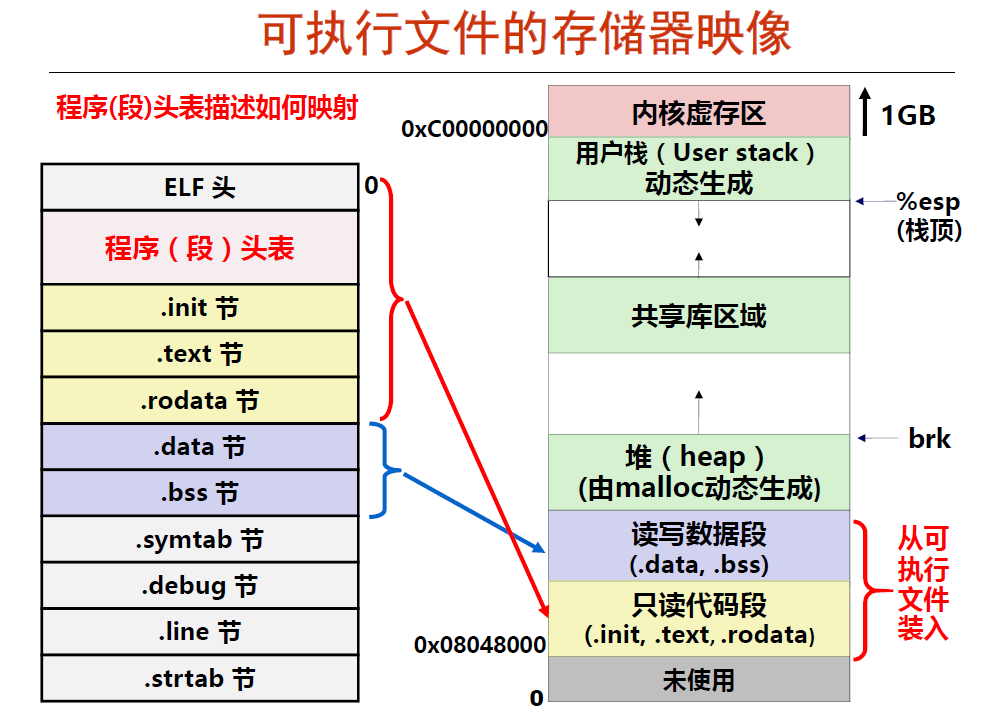 可执行文件的存储器映像
程序(段)头表描述如何映射
ELF 头
程序（段）头表
.init 节
.text 节
.rodata 节
.data 节
.bss 节
.symtab 节
.debug 节
.line 节
.strtab 节
0
0xC00000000
内核虚存区
1GB
用户栈（User stack）
动态生成
%esp
(栈顶)
共享库区域
brk
堆（heap）
(由malloc动态生成)
读写数据段
(.data, .bss)
只读代码段
(.init, .text, .rodata)
从可
执行
文件
装入
0x08048000
未使用
0